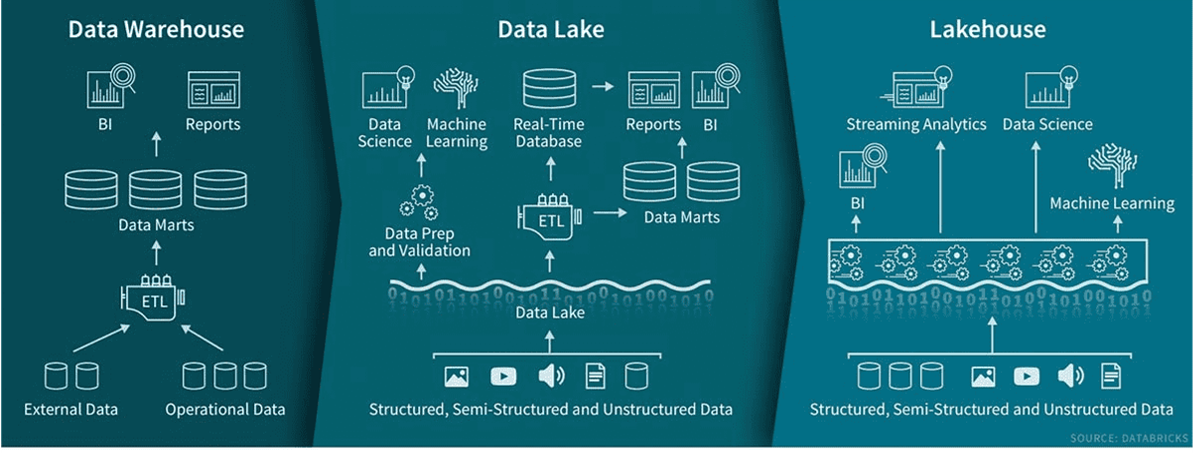 Data Warehouse
BI
Reports
Data Marts
ETL
External Data
Operational Data
Data Lake
Data
Science
Machine
Learning
Real-Time
Database
Reports
BI
Data Prep
and Validation
ETL
Data Marts
Data Lake
Structured, Semi-Structured and Unstructured Data
Lakehouse
Streaming Analytics
Data Science
BI
Machine Learning
Structured, Semi-Structured and Unstructured Data
SOURCE: DATABRICKS